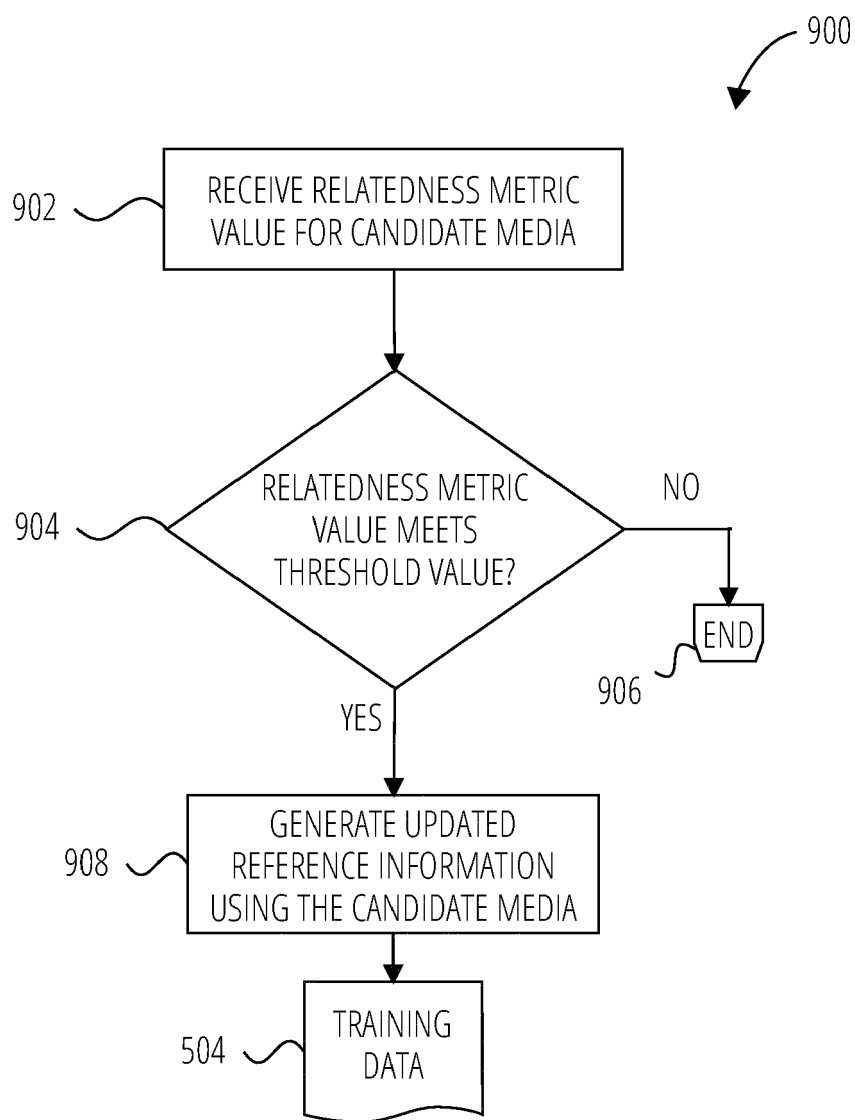 900
902
RECEIVE RELATEDNESS METRIC
VALUE FOR CANDIDATE MEDIA
904
RELATEDNESS METRIC
VALUE MEETS
THRESHOLD VALUE?
NO
END
906
YES
908
GENERATE UPDATED
REFERENCE INFORMATION
USING THE CANDIDATE MEDIA
504
TRAINING
DATA